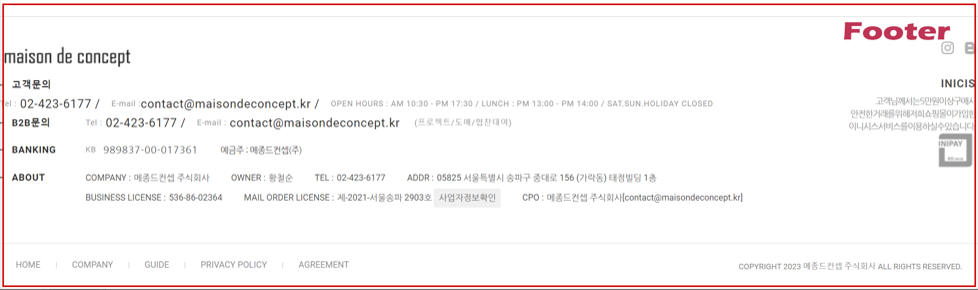 Footer
maison de concept
고객문의
INICIS
Tel : 02-423-6177 / E-mail :contact@maisondeconcept.kr / OPEN HOURS : AM 10:30 - PM 17:30 / LUNCH : PM 13:00 - PM 14:00 / SAT.SUN.HOLIDAY CLOSED
고객님께서는5만원이상구매시
안전한거래를위해저희쇼핑몰이가입한
이니시스서비스를이용하실수있습니다
B2B문의 Tel : 02-423-6177 / E-mail : contact@maisondeconcept.kr (프로젝트/도매/협찬대여)
INIPAY
BANKING KB 989837-00-017361 예금주 : 메종드컨셉(주)
ABOUT COMPANY : 메종드컨셉 주식회사 OWNER : 황철순 TEL : 02-423-6177 ADDR : 05825 서울특별시 송파구 중대로 156 (가락동) 태정빌딩 1층
BUSINESS LICENSE : 536-86-02364 MAIL ORDER LICENSE : 제-2021-서울송파 2903호 사업자정보확인 CPO : 메종드컨셉 주식회사[contact@maisondeconcept.kr]
HOME | COMPANY | GUIDE | PRIVACY POLICY | AGREEMENT
COPYRIGHT 2023 메종드컨셉 주식회사 ALL RIGHTS RESERVED.